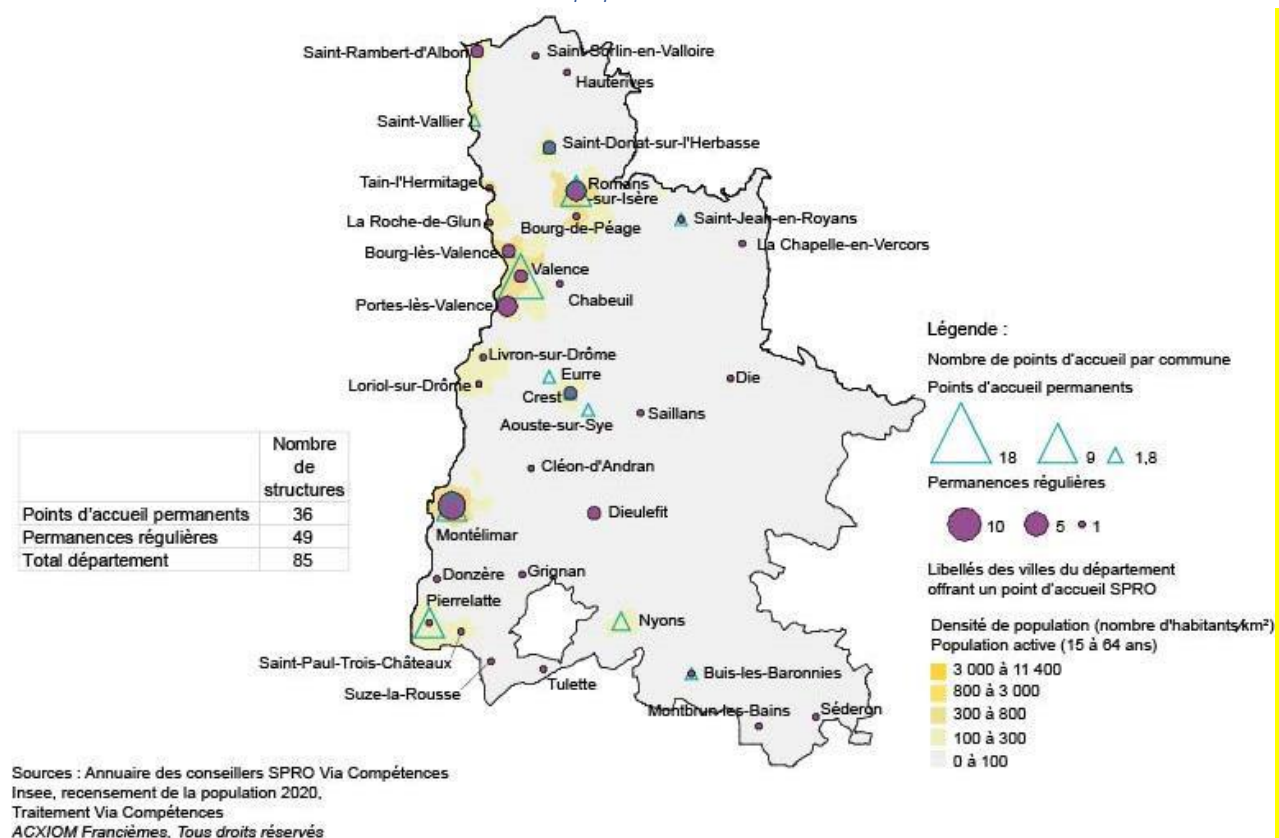 Saint-Rambert-d'Albon
Saint-Sorlin-en-Valloire
Hauterives
Saint-Vallier
Saint-Donat-sur-l'Herbasse
Tain-l'Hermitage
Romans
-sur-Isère
La Roche-de-Glun
Bourg-de-Péage
Saint-Jean-en-Royans
Bourg-lès-Valence
La Chapelle-en-Vercors
Valence
Chabeuil
Portes-lès-Valence
Livron-sur-Drôme
Eurre
Loriol-sur-Drôme
Crest
Die
Aouste-sur-Sye
Saillans
Cléon-d'Andran
Dieulefit
Montélimar
Donzère
Grignan
Pierrelatte
Nyons
Saint-Paul-Trois-Châteaux
Suze-la-Rousse
Tulette
Buis-les-Baronnies
Montbrun-les-Bains
Séderon
Nombre
de
structures
Points d'accueil permanents 36
Permanences régulières 49
Total département 85
Légende :
Nombre de points d'accueil par commune
Points d'accueil permanents
18 9 1,8
Permanences régulières
10 5 1
Libellés des villes du département
offrant un point d'accueil SPRO
Densité de population (nombre d'habitants/km²)
Population active (15 à 64 ans)
3 000 à 11 400
800 à 3 000
300 à 800
100 à 300
0 à 100
Sources : Annuaire des conseillers SPRO Via Compétences
Insee, recensement de la population 2020,
Traitement Via Compétences
ACXIOM Francièmes. Tous droits réservés